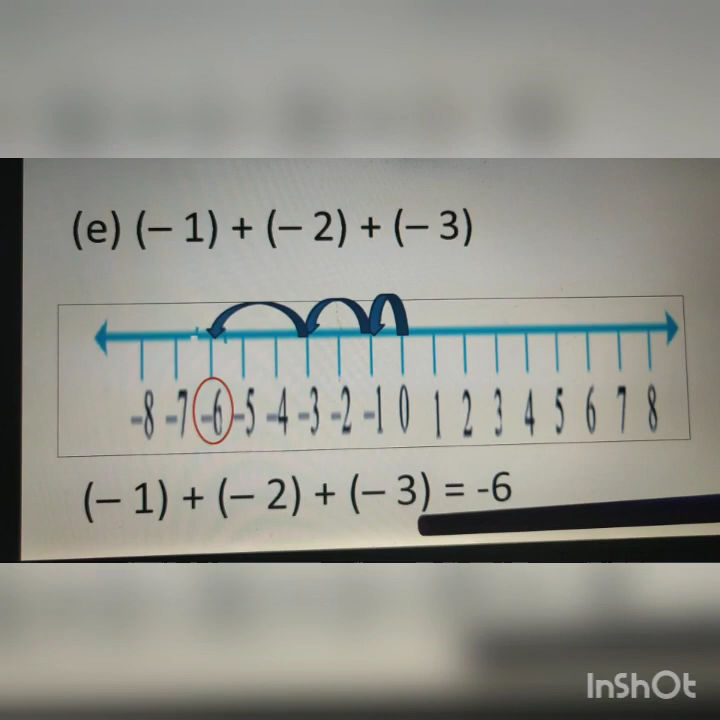 (e) (– 1) + (– 2) + (– 3)
-8 -7 -6 -5 -4 -3 -2 -1 0 1 2 3 4 5 6 7 8
(– 1) + (– 2) + (– 3) = -6
InShOt